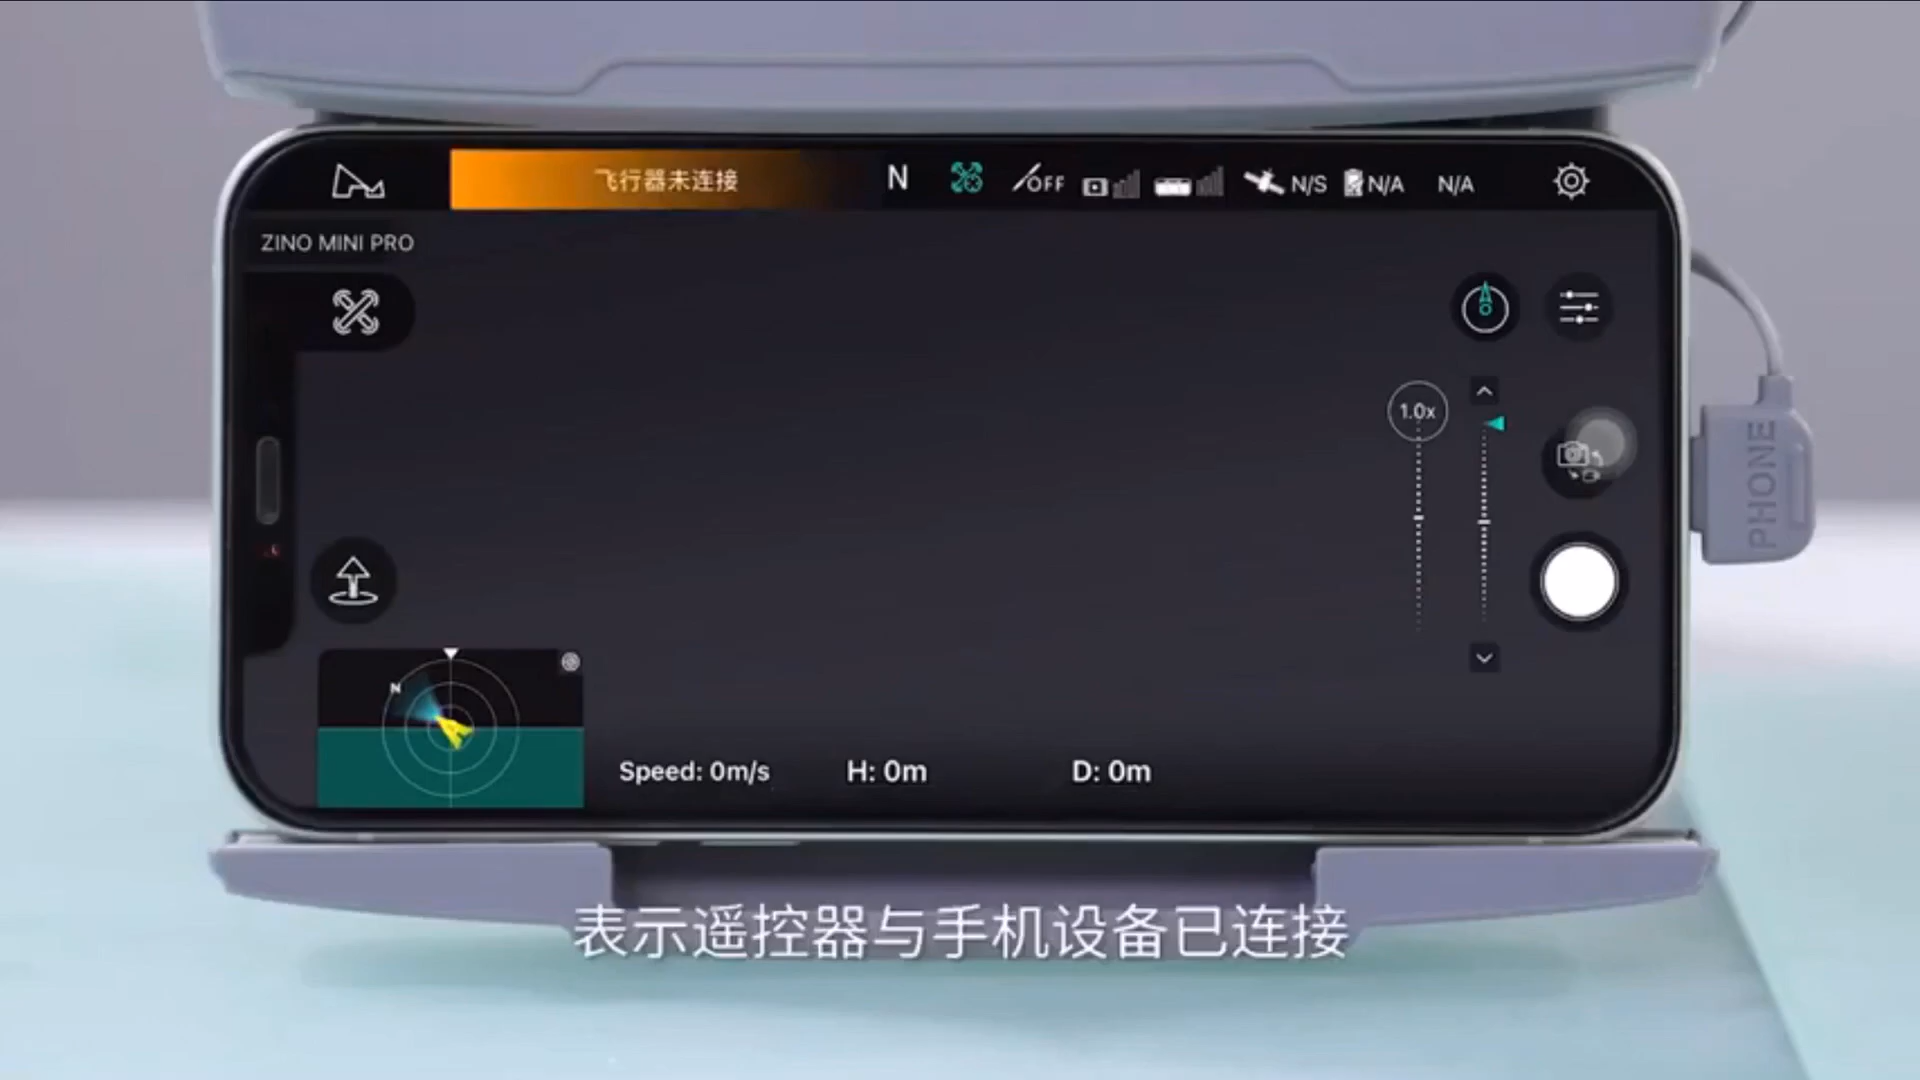 飞行器未连接 N OFF N/S N/A N/A
ZINO MINI PRO
1.0x
PHONE
N
Speed: 0m/s H: 0m D: 0m
表示遥控器与手机设备已连接